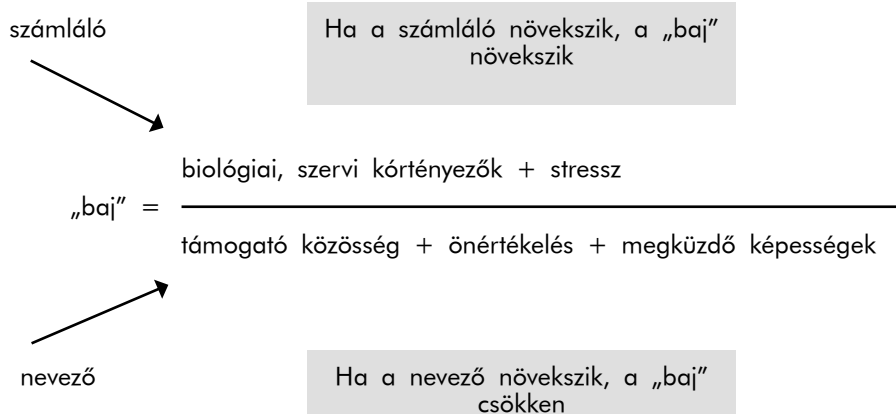 számláló
Ha a számláló növekszik, a „baj”
növekszik
biológiai, szervi kórtényezők + stressz
„baj” =
támogató közösség + önértékelés + megküzdő képességek
nevező
Ha a nevező növekszik, a „baj”
csökken